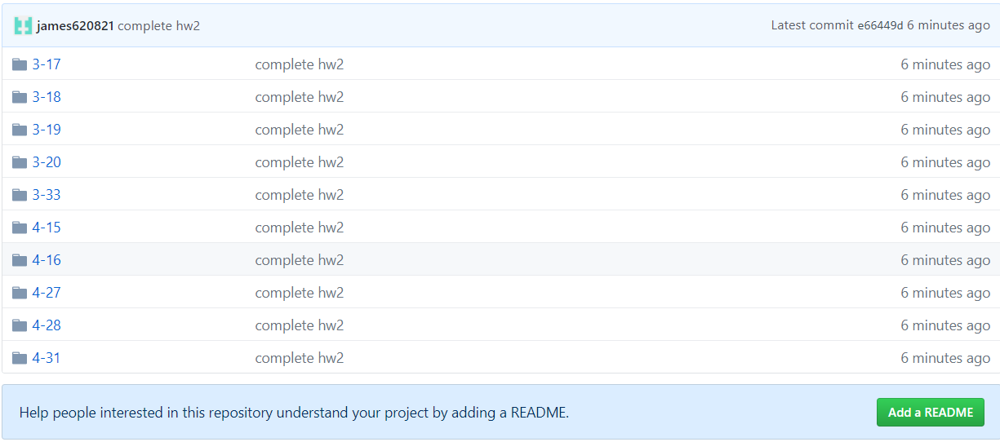 james620821 complete hw2 Latest commit e66449d 6 minutes ago
3-17 complete hw2 6 minutes ago
3-18 complete hw2 6 minutes ago
3-19 complete hw2 6 minutes ago
3-20 complete hw2 6 minutes ago
3-33 complete hw2 6 minutes ago
4-15 complete hw2 6 minutes ago
4-16 complete hw2 6 minutes ago
4-27 complete hw2 6 minutes ago
4-28 complete hw2 6 minutes ago
4-31 complete hw2 6 minutes ago
Help people interested in this repository understand your project by adding a README. Add a README